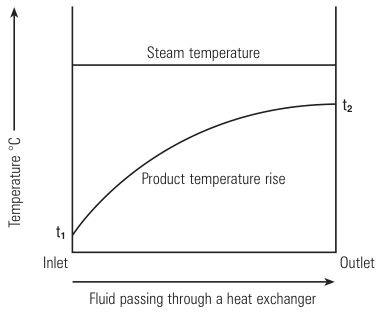 Steam temperature
t₂
Product temperature rise
Temperature °C
t₁
Inlet
Outlet
Fluid passing through a heat exchanger